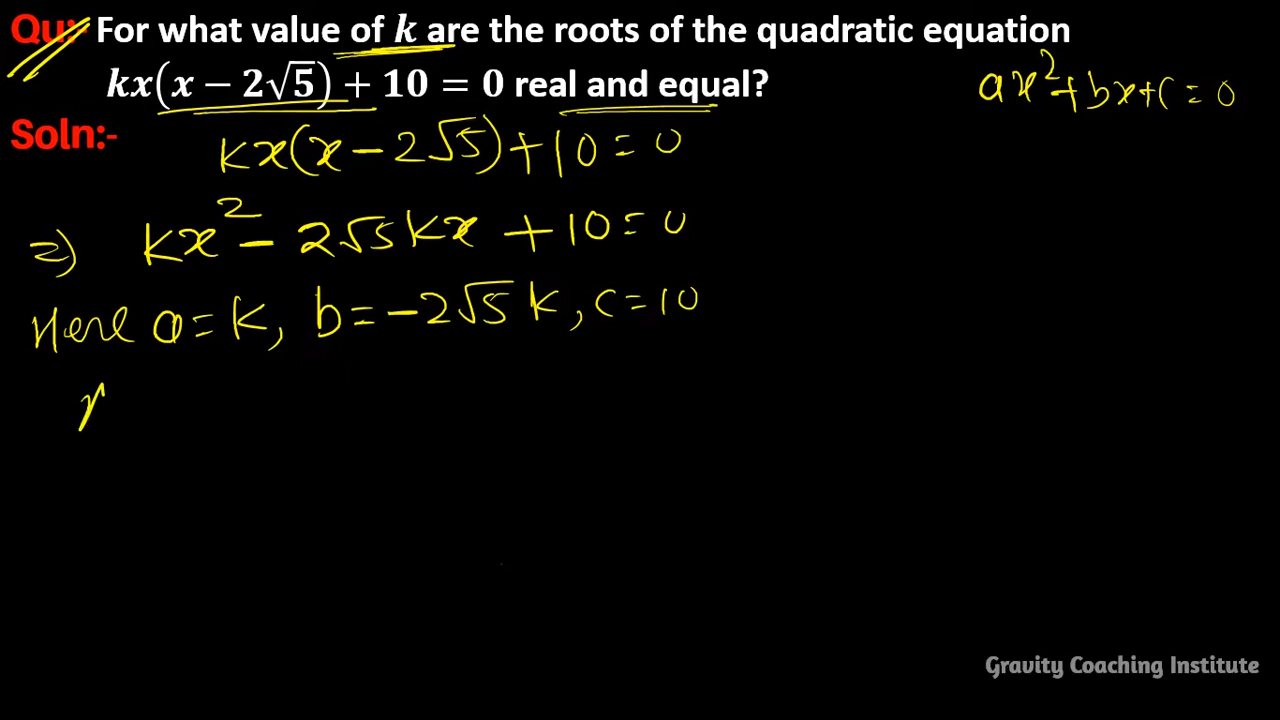 Qu:- For what value of k are the roots of the quadratic equation
kx(x − 2√5) + 10 = 0 real and equal?
ax² + bx + c = 0
Soln:-
kx(x − 2√5) + 10 = 0
⇒) kx² − 2√5kx + 10 = 0
Here a = k, b = −2√5 k, c = 10
Gravity Coaching Institute